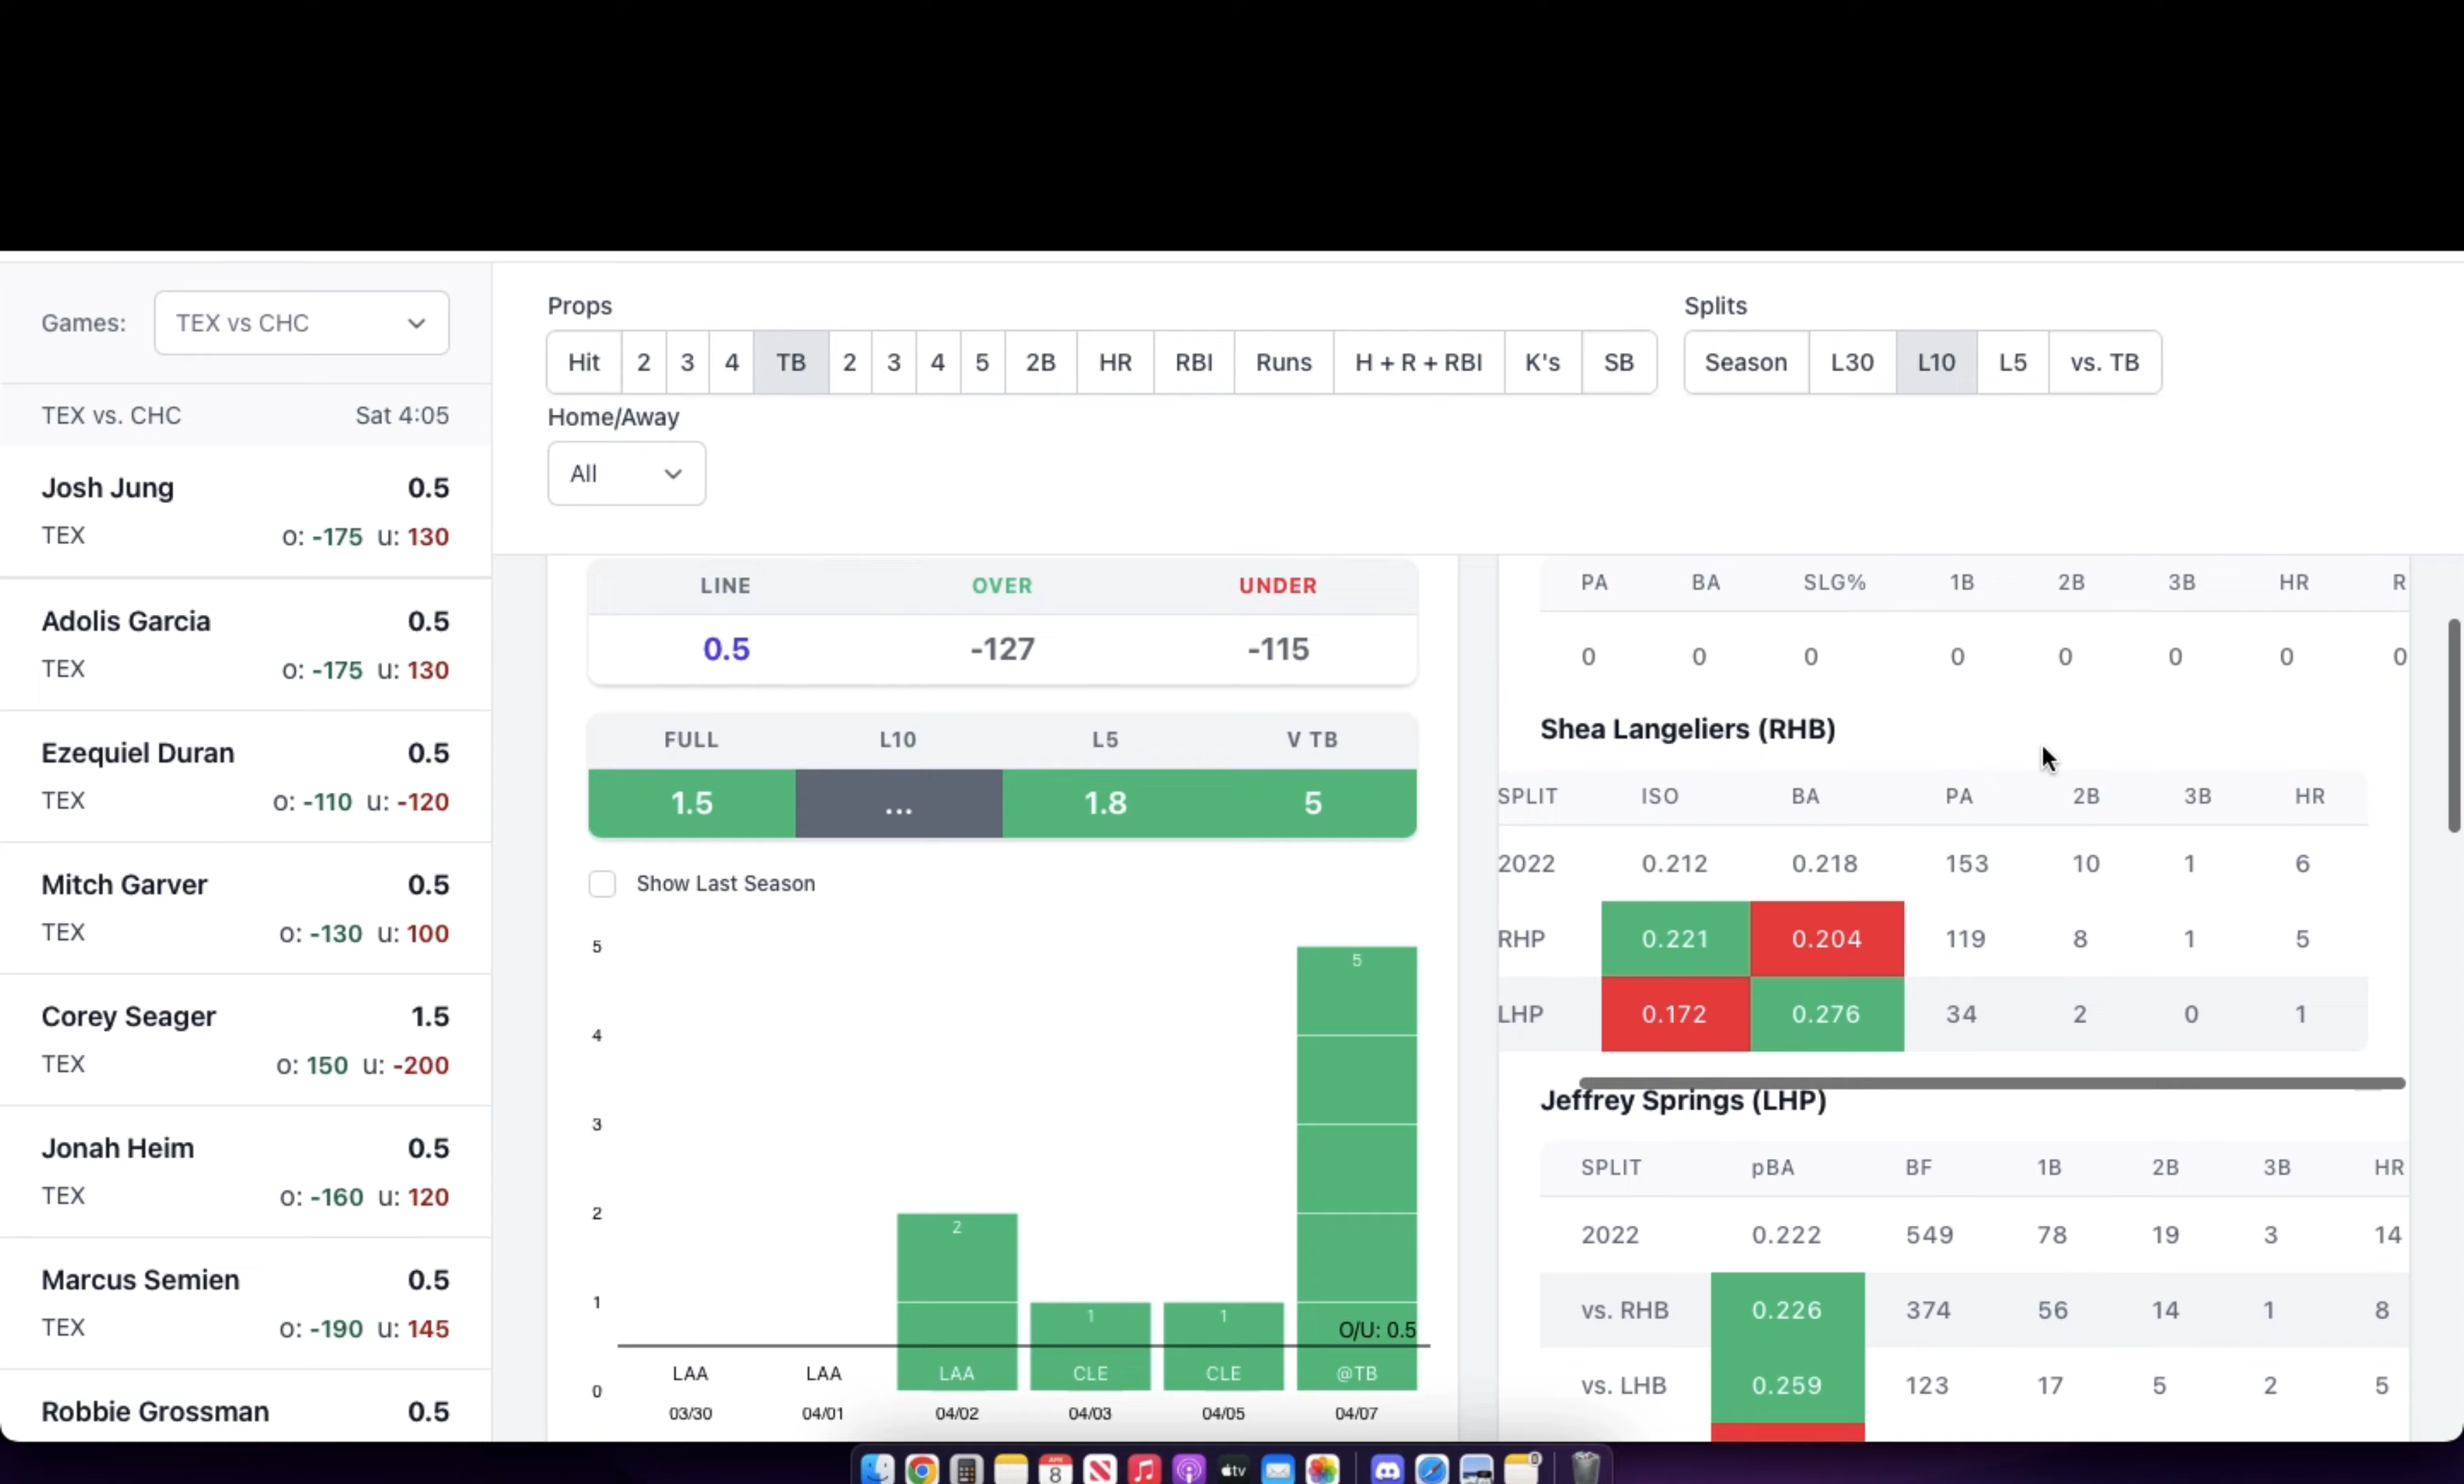 Games: TEX vs CHC
TEX vs. CHC Sat 4:05
Josh Jung 0.5
TEX o: -175 u: 130
Adolis Garcia 0.5
TEX o: -175 u: 130
Ezequiel Duran 0.5
TEX o: -110 u: -120
Mitch Garver 0.5
TEX o: -130 u: 100
Corey Seager 1.5
TEX o: 150 u: -200
Jonah Heim 0.5
TEX o: -160 u: 120
Marcus Semien 0.5
TEX o: -190 u: 145
Robbie Grossman 0.5
Props
Hit 2 3 4 TB 2 3 4 5 2B HR RBI Runs H + R + RBI K's SB
Splits
Season L30 L10 L5 vs. TB
Home/Away
All
LINE OVER UNDER
0.5 -127 -115
FULL L10 L5 V TB
1.5 ... 1.8 5
Show Last Season
5
4
3
2
1
0
2
1
1
5
O/U: 0.5
LAA LAA LAA CLE CLE @TB
03/30 04/01 04/02 04/03 04/05 04/07
PA BA SLG% 1B 2B 3B HR R
0 0 0 0 0 0 0 0
Shea Langeliers (RHB)
SPLIT ISO BA PA 2B 3B HR
2022 0.212 0.218 153 10 1 6
RHP 0.221 0.204 119 8 1 5
LHP 0.172 0.276 34 2 0 1
Jeffrey Springs (LHP)
SPLIT pBA BF 1B 2B 3B HR
2022 0.222 549 78 19 3 14
vs. RHB 0.226 374 56 14 1 8
vs. LHB 0.259 123 17 5 2 5
8
tv